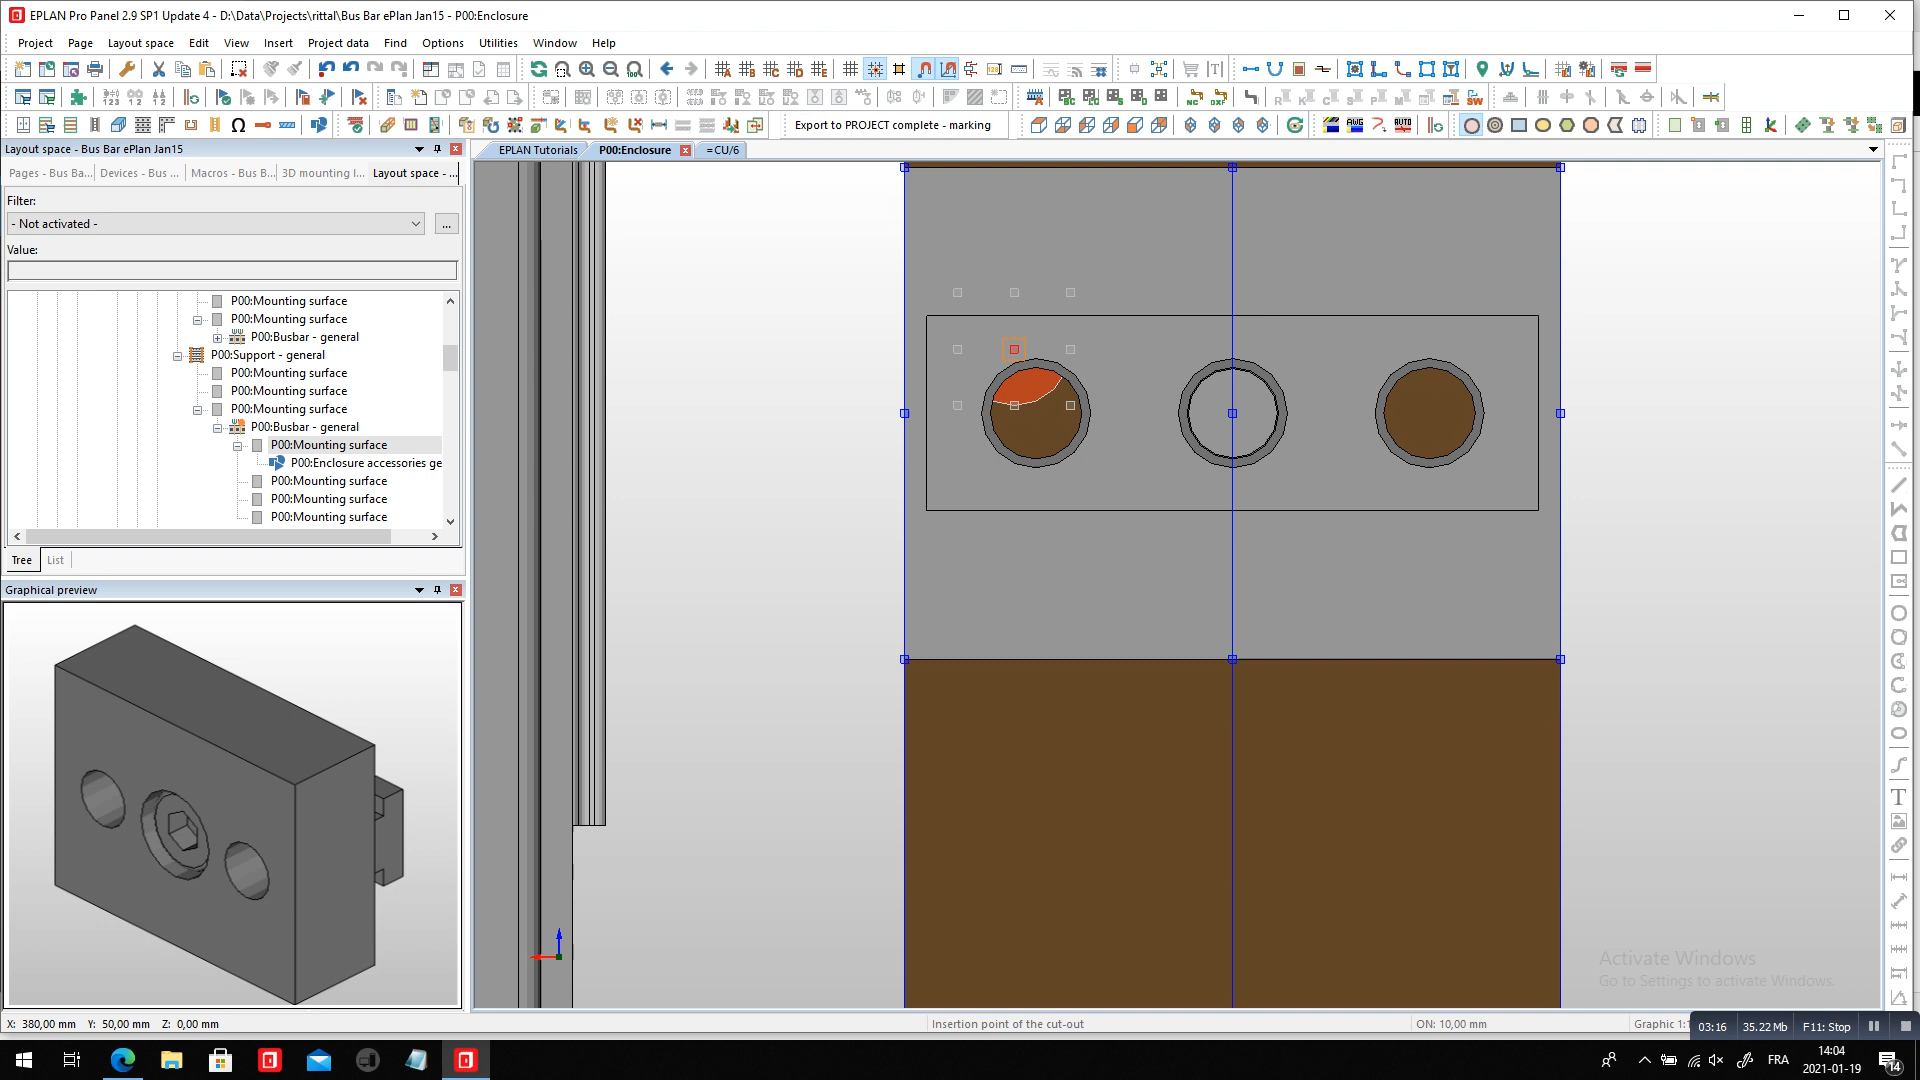 EPLAN Pro Panel 2.9 SP1 Update 4 - D:\Data\Projects\rittal\Bus Bar ePlan Jan15 - P00:Enclosure
Project Page Layout space Edit View Insert Project data Find Options Utilities Window Help
Export to PROJECT complete - marking
Layout space - Bus Bar ePlan Jan15
EPLAN Tutorials P00:Enclosure =CU/6
Pages - Bus Ba... Devices - Bus ... Macros - Bus B... 3D mounting l... Layout space - ...
Filter:
- Not activated -
...
Value:
P00:Mounting surface
P00:Mounting surface
P00:Busbar - general
P00:Support - general
P00:Mounting surface
P00:Mounting surface
P00:Mounting surface
P00:Busbar - general
P00:Mounting surface
P00:Enclosure accessories ge
P00:Mounting surface
P00:Mounting surface
P00:Mounting surface
Tree List
Graphical preview
Activate Windows
Go to Settings to activate Windows.
X: 380,00 mm Y: 50,00 mm Z: 0,00 mm
Insertion point of the cut-out
ON: 10,00 mm
Graphic 1:1
03:16 35.22 Mb F11: Stop
FRA
14:04
2021-01-19
14